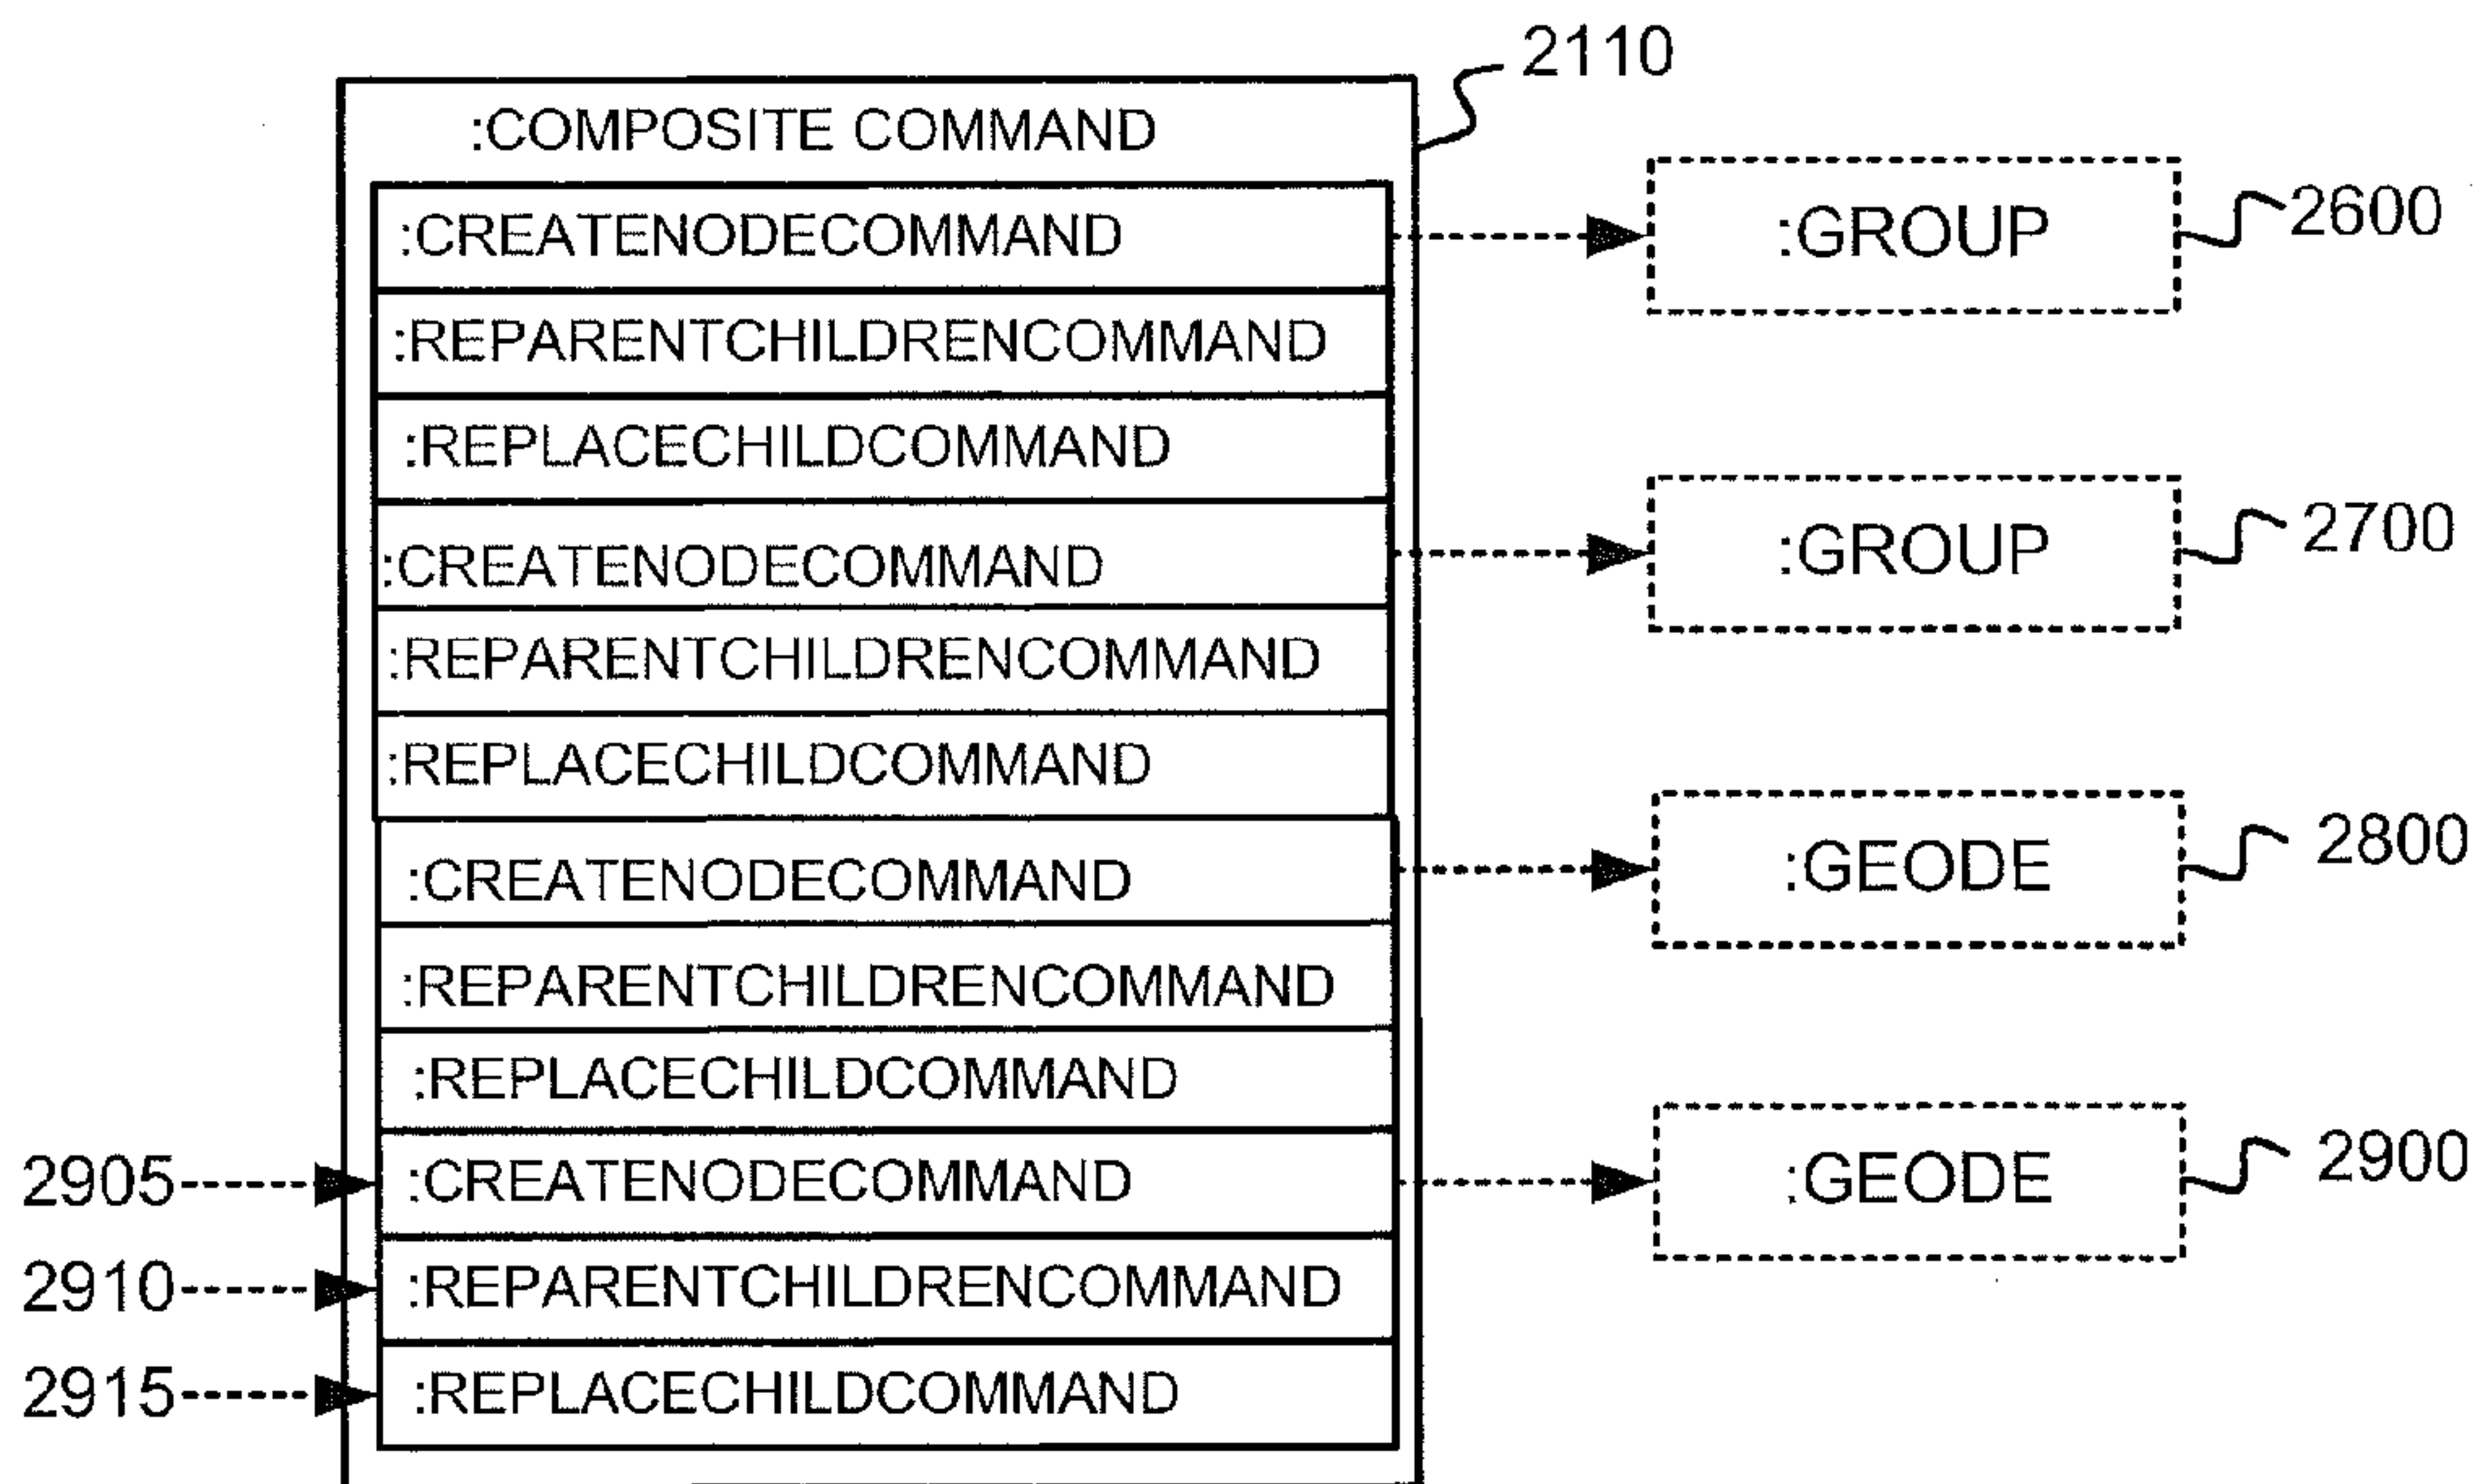 2110
:COMPOSITE COMMAND
:CREATENODECOMMAND
:GROUP
2600
:REPARENTCHILDRENCOMMAND
:REPLACECHILDCOMMAND
:CREATENODECOMMAND
:GROUP
2700
:REPARENTCHILDRENCOMMAND
:REPLACECHILDCOMMAND
:CREATENODECOMMAND
:GEODE
2800
:REPARENTCHILDRENCOMMAND
:REPLACECHILDCOMMAND
2905
:CREATENODECOMMAND
:GEODE
2900
2910
:REPARENTCHILDRENCOMMAND
2915
:REPLACECHILDCOMMAND